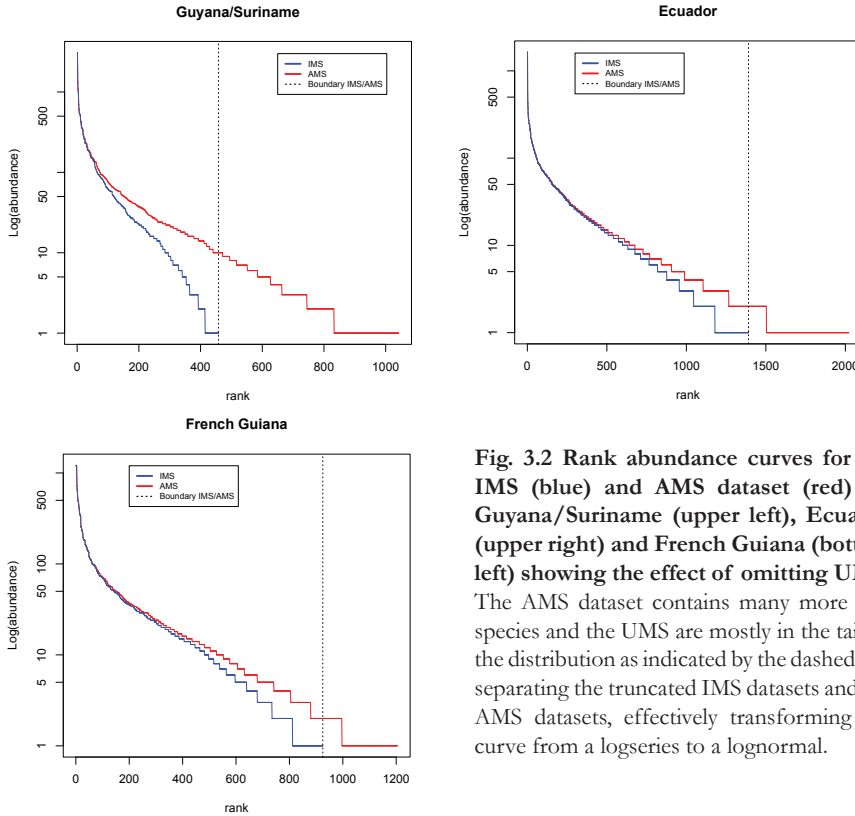 Guyana/Suriname
Log(abundance)
500
50
10
5
1
IMS
AMS
Boundary IMS/AMS
0 200 400 600 800 1000
rank
Ecuador
Log(abundance)
500
50
10
5
1
IMS
AMS
Boundary IMS/AMS
0 500 1000 1500 2000
rank
French Guiana
Log(abundance)
500
100
50
10
5
1
IMS
AMS
Boundary IMS/AMS
0 200 400 600 800 1000 1200
rank
Fig. 3.2 Rank abundance curves for
IMS (blue) and AMS dataset (red)
Guyana/Suriname (upper left),
(upper right) and French Guiana
left) showing the effect of omitting
The AMS dataset contains many more
species and the UMS are mostly in the
the distribution as indicated by the dashed
separating the truncated IMS datasets and
AMS datasets, effectively transforming
curve from a logseries to a lognormal.